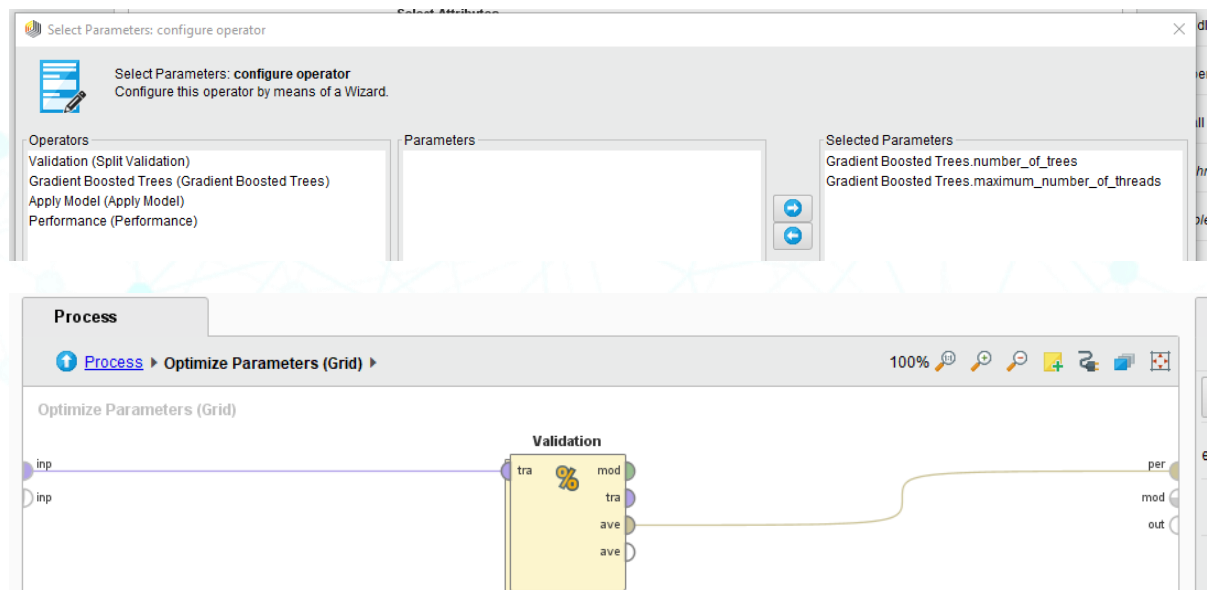 Select Attributes
Select Parameters: configure operator
Select Parameters: configure operator
Configure this operator by means of a Wizard.
Operators
Parameters
Selected Parameters
Validation (Split Validation)
Gradient Boosted Trees (Gradient Boosted Trees)
Apply Model (Apply Model)
Performance (Performance)
Gradient Boosted Trees.number_of_trees
Gradient Boosted Trees.maximum_number_of_threads
Process
Process Optimize Parameters (Grid)
100%
Optimize Parameters (Grid)
Validation
inp
inp
tra
mod
tra
ave
ave
per
mod
out